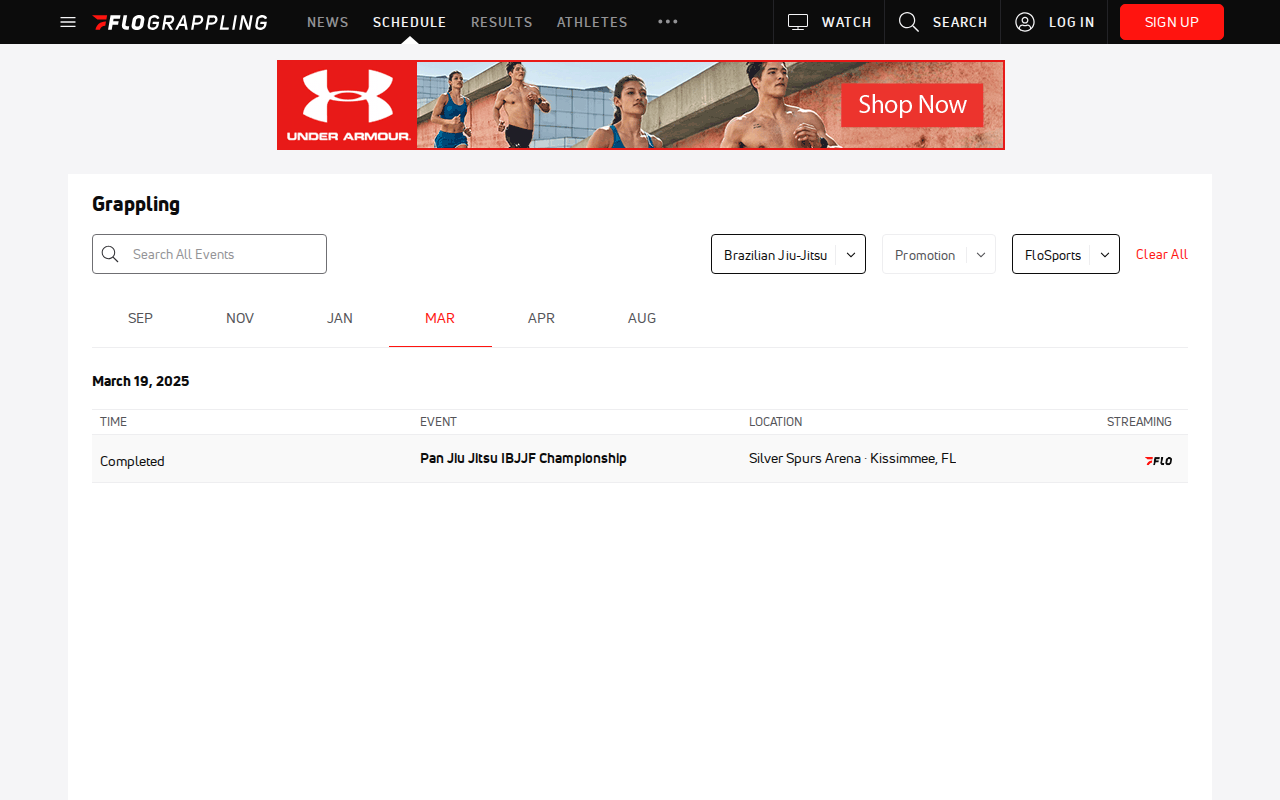 FLOGRAPPLING NEWS SCHEDULE RESULTS ATHLETES ••• WATCH SEARCH LOG IN SIGN UP
UNDER ARMOUR. Shop Now
Grappling
Search All Events Brazilian Jiu-Jitsu Promotion FloSports Clear All
SEP NOV JAN MAR APR AUG
March 19, 2025
TIME EVENT LOCATION STREAMING
Completed Pan Jiu Jitsu IBJJF Championship Silver Spurs Arena · Kissimmee, FL FLO